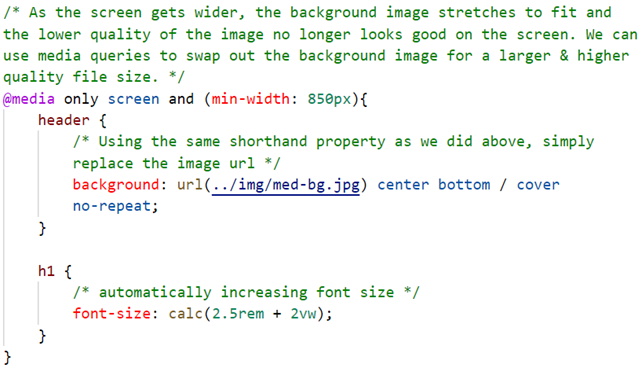 /* As the screen gets wider, the background image stretches to fit and
the lower quality of the image no longer looks good on the screen. We can
use media queries to swap out the background image for a larger & higher
quality file size. */
@media only screen and (min-width: 850px){
header {
/* Using the same shorthand property as we did above, simply
replace the image url */
background: url(../img/med-bg.jpg) center bottom / cover
no-repeat;
}
h1 {
/* automatically increasing font size */
font-size: calc(2.5rem + 2vw);
}
}